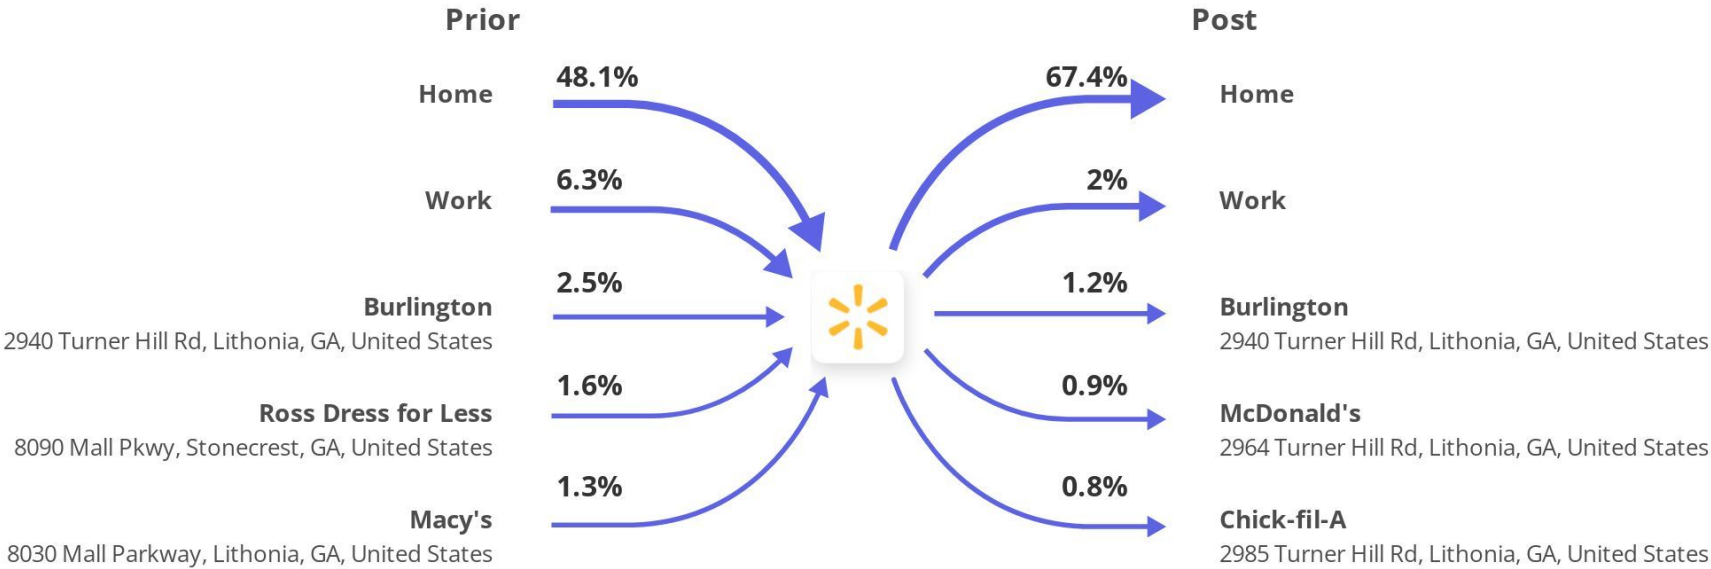 Prior
Post
Home
48.1%
67.4%
Home
Work
6.3%
2%
Work
Burlington
2940 Turner Hill Rd, Lithonia, GA, United States
2.5%
1.2%
Burlington
2940 Turner Hill Rd, Lithonia, GA, United States
Ross Dress for Less
8090 Mall Pkwy, Stonecrest, GA, United States
1.6%
0.9%
McDonald's
2964 Turner Hill Rd, Lithonia, GA, United States
Macy's
8030 Mall Parkway, Lithonia, GA, United States
1.3%
0.8%
Chick-fil-A
2985 Turner Hill Rd, Lithonia, GA, United States